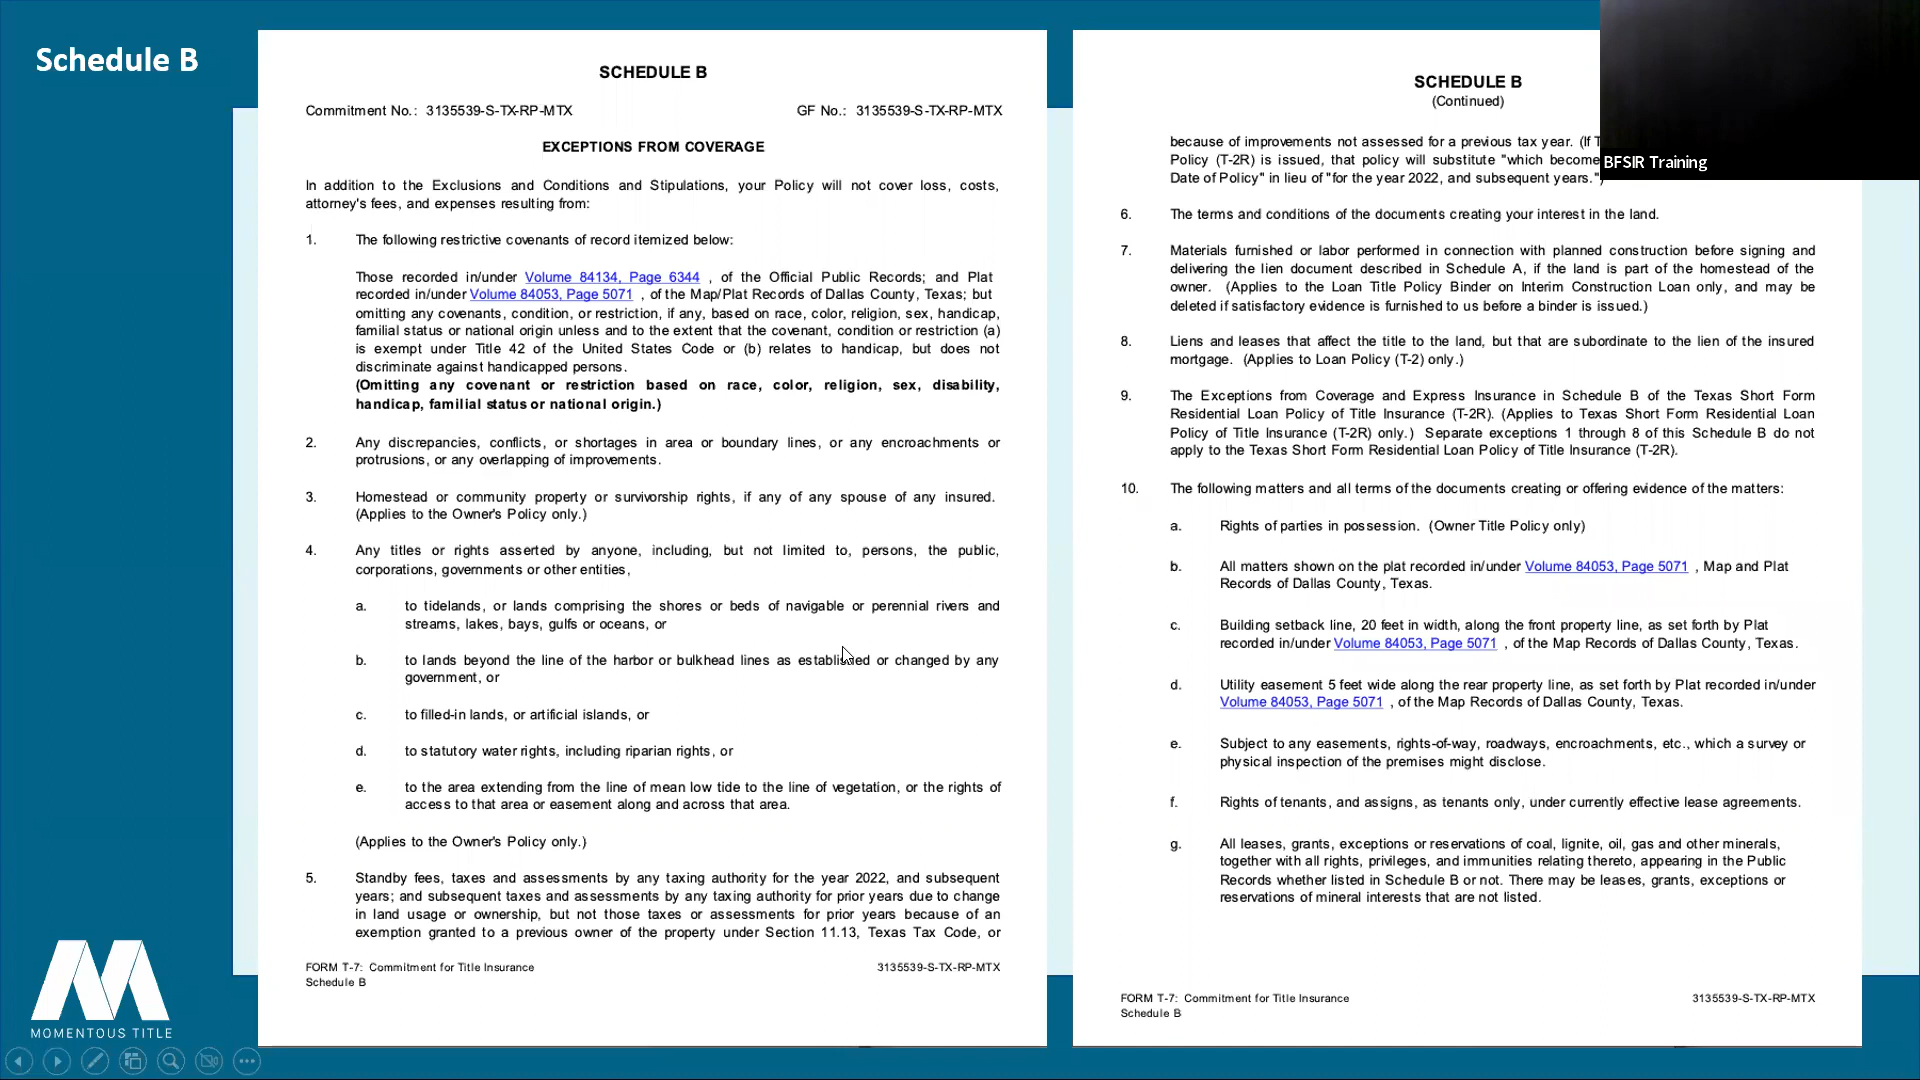 Schedule B
SCHEDULE B
Commitment No.: 3135539-S-TX-RP-MTX GF No.: 3135539-S-TX-RP-MTX
EXCEPTIONS FROM COVERAGE
In addition to the Exclusions and Conditions and Stipulations, your Policy will not cover loss, costs,
attorney's fees, and expenses resulting from:
1. The following restrictive covenants of record itemized below:
Those recorded in/under Volume 84134, Page 6344 , of the Official Public Records; and Plat
recorded in/under Volume 84053, Page 5071 , of the Map/Plat Records of Dallas County, Texas; but
omitting any covenants, condition, or restriction, if any, based on race, color, religion, sex, handicap,
familial status or national origin unless and to the extent that the covenant, condition or restriction (a)
is exempt under Title 42 of the United States Code or (b) relates to handicap, but does not
discriminate against handicapped persons.
(Omitting any covenant or restriction based on race, color, religion, sex, disability,
handicap, familial status or national origin.)
2. Any discrepancies, conflicts, or shortages in area or boundary lines, or any encroachments or
protrusions, or any overlapping of improvements.
3. Homestead or community property or survivorship rights, if any of any spouse of any insured.
(Applies to the Owner's Policy only.)
4. Any titles or rights asserted by anyone, including, but not limited to, persons, the public,
corporations, governments or other entities,
a. to tidelands, or lands comprising the shores or beds of navigable or perennial rivers and
streams, lakes, bays, gulfs or oceans, or
b. to lands beyond the line of the harbor or bulkhead lines as established or changed by any
government, or
c. to filled-in lands, or artificial islands, or
d. to statutory water rights, including riparian rights, or
e. to the area extending from the line of mean low tide to the line of vegetation, or the rights of
access to that area or easement along and across that area.
(Applies to the Owner's Policy only.)
5. Standby fees, taxes and assessments by any taxing authority for the year 2022, and subsequent
years; and subsequent taxes and assessments by any taxing authority for prior years due to change
in land usage or ownership, but not those taxes or assessments for prior years because of an
exemption granted to a previous owner of the property under Section 11.13, Texas Tax Code, or
FORM T-7: Commitment for Title Insurance 3135539-S-TX-RP-MTX
Schedule B
SCHEDULE B
(Continued)
because of improvements not assessed for a previous tax year. (If T
Policy (T-2R) is issued, that policy will substitute "which become
Date of Policy" in lieu of "for the year 2022, and subsequent years.")
6. The terms and conditions of the documents creating your interest in the land.
7. Materials furnished or labor performed in connection with planned construction before signing and
delivering the lien document described in Schedule A, if the land is part of the homestead of the
owner. (Applies to the Loan Title Policy Binder on Interim Construction Loan only, and may be
deleted if satisfactory evidence is furnished to us before a binder is issued.)
8. Liens and leases that affect the title to the land, but that are subordinate to the lien of the insured
mortgage. (Applies to Loan Policy (T-2) only.)
9. The Exceptions from Coverage and Express Insurance in Schedule B of the Texas Short Form
Residential Loan Policy of Title Insurance (T-2R). (Applies to Texas Short Form Residential Loan
Policy of Title Insurance (T-2R) only.) Separate exceptions 1 through 8 of this Schedule B do not
apply to the Texas Short Form Residential Loan Policy of Title Insurance (T-2R).
10. The following matters and all terms of the documents creating or offering evidence of the matters:
a. Rights of parties in possession. (Owner Title Policy only)
b. All matters shown on the plat recorded in/under Volume 84053, Page 5071 , Map and Plat
Records of Dallas County, Texas.
c. Building setback line, 20 feet in width, along the front property line, as set forth by Plat
recorded in/under Volume 84053, Page 5071 , of the Map Records of Dallas County, Texas.
d. Utility easement 5 feet wide along the rear property line, as set forth by Plat recorded in/under
Volume 84053, Page 5071 , of the Map Records of Dallas County, Texas.
e. Subject to any easements, rights-of-way, roadways, encroachments, etc., which a survey or
physical inspection of the premises might disclose.
f. Rights of tenants, and assigns, as tenants only, under currently effective lease agreements.
g. All leases, grants, exceptions or reservations of coal, lignite, oil, gas and other minerals,
together with all rights, privileges, and immunities relating thereto, appearing in the Public
Records whether listed in Schedule B or not. There may be leases, grants, exceptions or
reservations of mineral interests that are not listed.
FORM T-7: Commitment for Title Insurance 3135539-S-TX-RP-MTX
Schedule B
BFSIR Training
MOMENTOUS TITLE